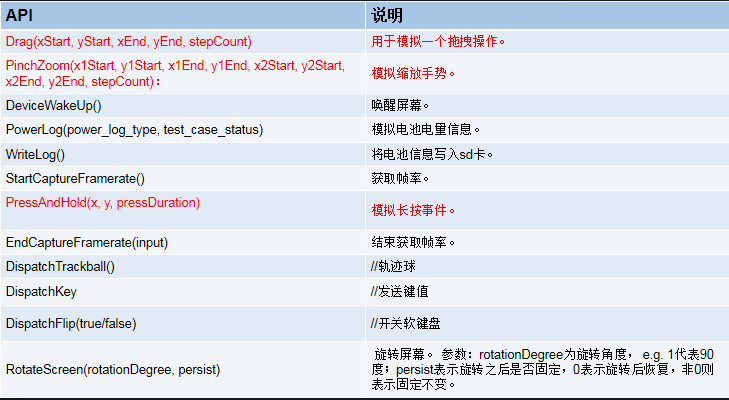 API 说明
Drag(xStart, yStart, xEnd, yEnd, stepCount) 用于模拟一个拖拽操作。
PinchZoom(x1Start, y1Start, x1End, y1End, x2Start, y2Start,
x2End, y2End, stepCount)： 模拟缩放手势。
DeviceWakeUp() 唤醒屏幕。
PowerLog(power_log_type, test_case_status) 模拟电池电量信息。
WriteLog() 将电池信息写入sd卡。
StartCaptureFramerate() 获取帧率。
PressAndHold(x, y, pressDuration) 模拟长按事件。
EndCaptureFramerate(input) 结束获取帧率。
DispatchTrackball() //轨迹球
DispatchKey //发送键值
DispatchFlip(true/false) //开关软键盘
RotateScreen(rotationDegree, persist) 旋转屏幕。 参数：rotationDegree为旋转角度， e.g. 1代表90
度；persist表示旋转之后是否固定，0表示旋转后恢复，非0则
表示固定不变。